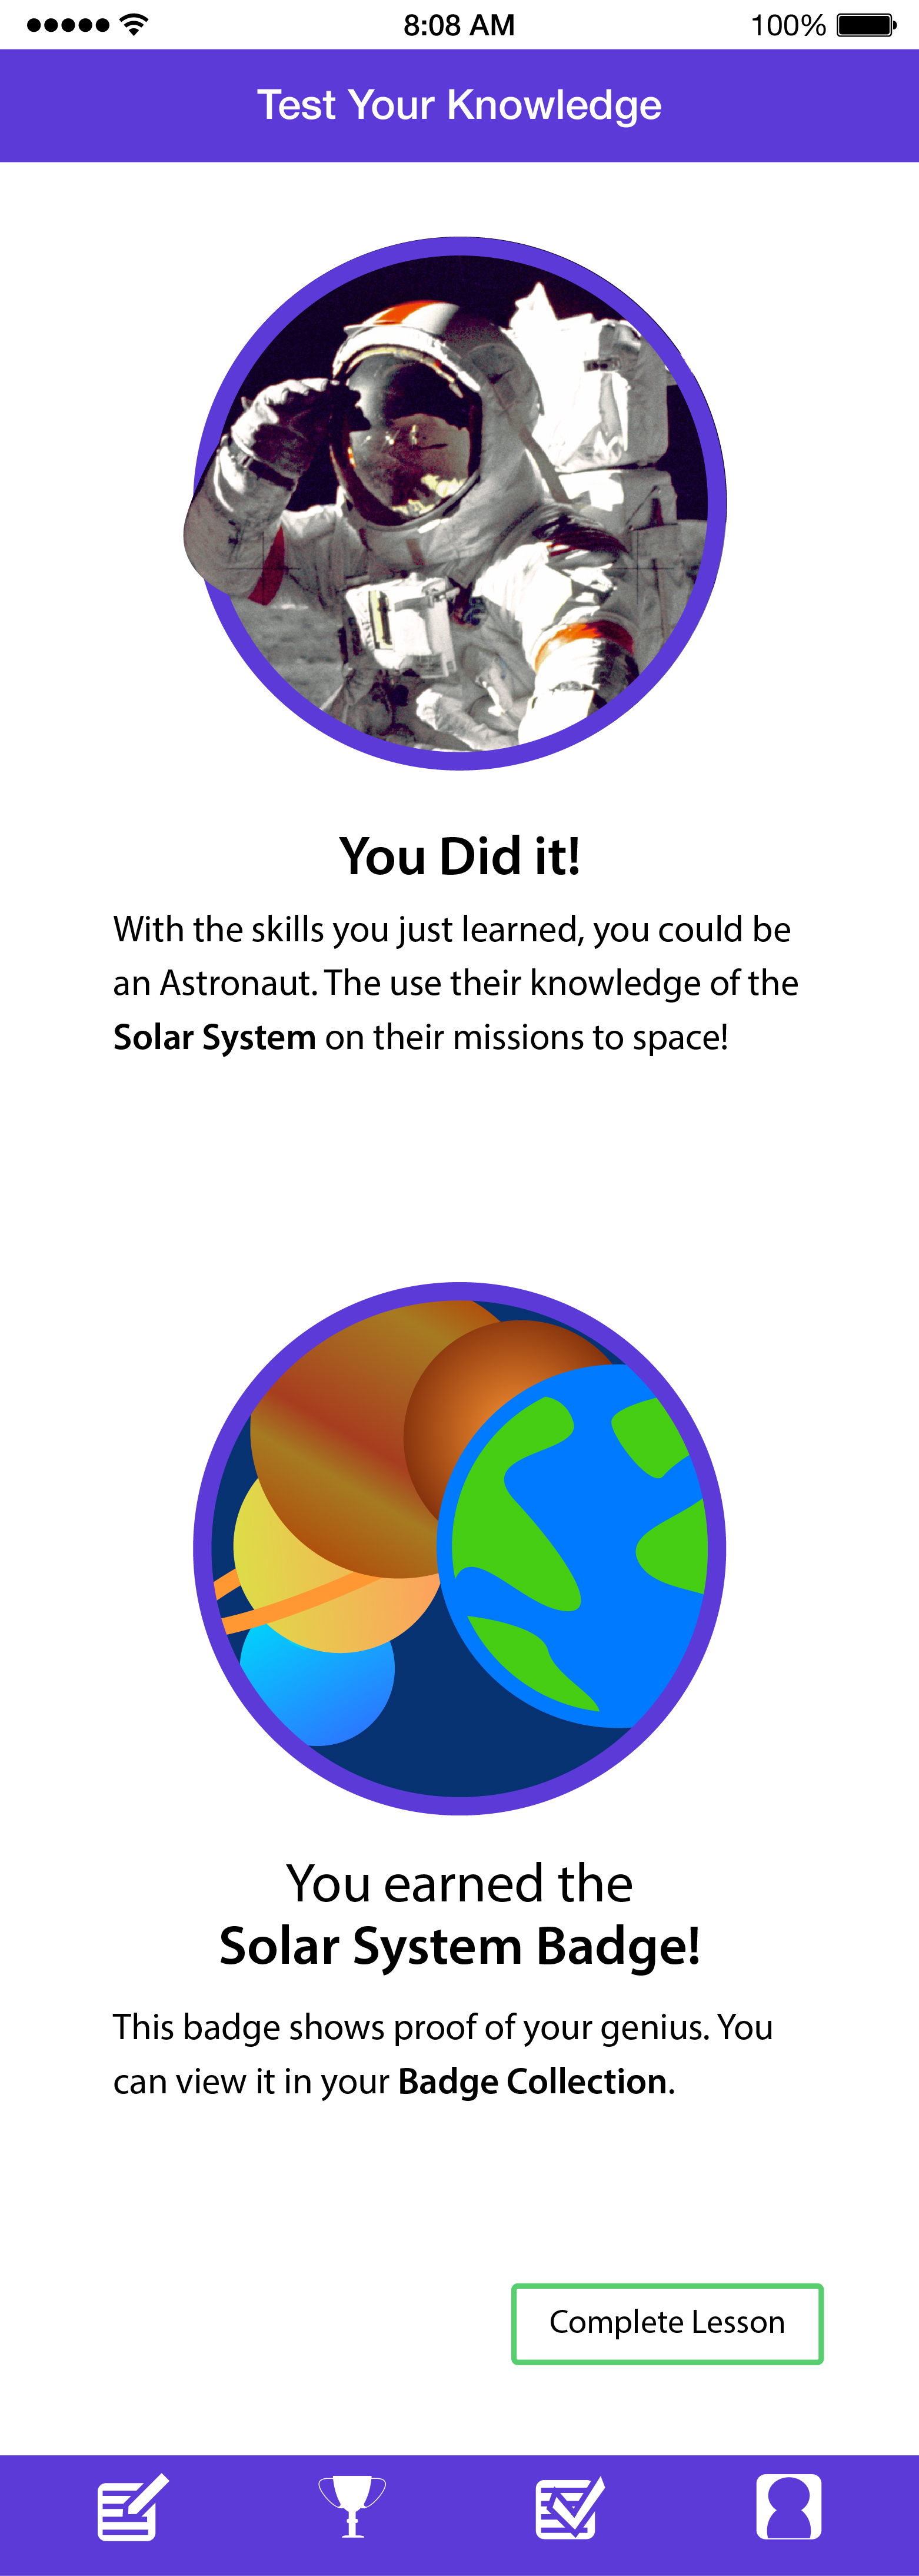 8:08 AM
100%
Test Your Knowledge
You Did it!
With the skills you just learned, you could be
an Astronaut. The use their knowledge of the
Solar System on their missions to space!
You earned the
Solar System Badge!
This badge shows proof of your genius. You
can view it in your Badge Collection.
Complete Lesson